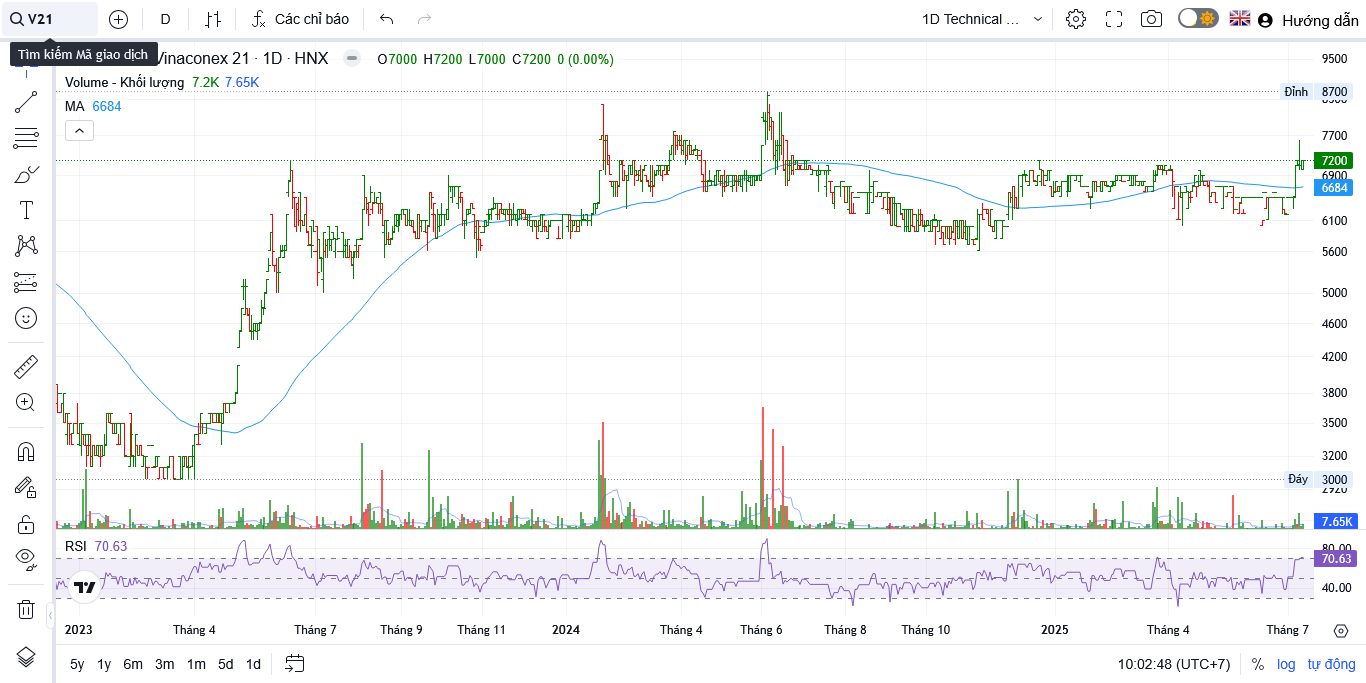 V21 D Các chỉ báo 1D Technical ... Hướng dẫn
Tìm kiếm Mã giao dịch
Vinaconex 21 · 1D · HNX O7000 H7200 L7000 C7200 0 (0.00%)
Volume - Khối lượng 7.2K 7.65K
MA 6684
9500
Đỉnh 8700
8500
7700
7200
6900
6684
6100
5600
5000
4600
4200
3800
3500
3200
Đáy 3000
2920
7.65K
RSI 70.63
80.00
70.63
40.00
2023 Tháng 4 Tháng 7 Tháng 9 Tháng 11 2024 Tháng 4 Tháng 6 Tháng 8 Tháng 10 2025 Tháng 4 Tháng 7
5y 1y 6m 3m 1m 5d 1d 10:02:48 (UTC+7) % log tự động